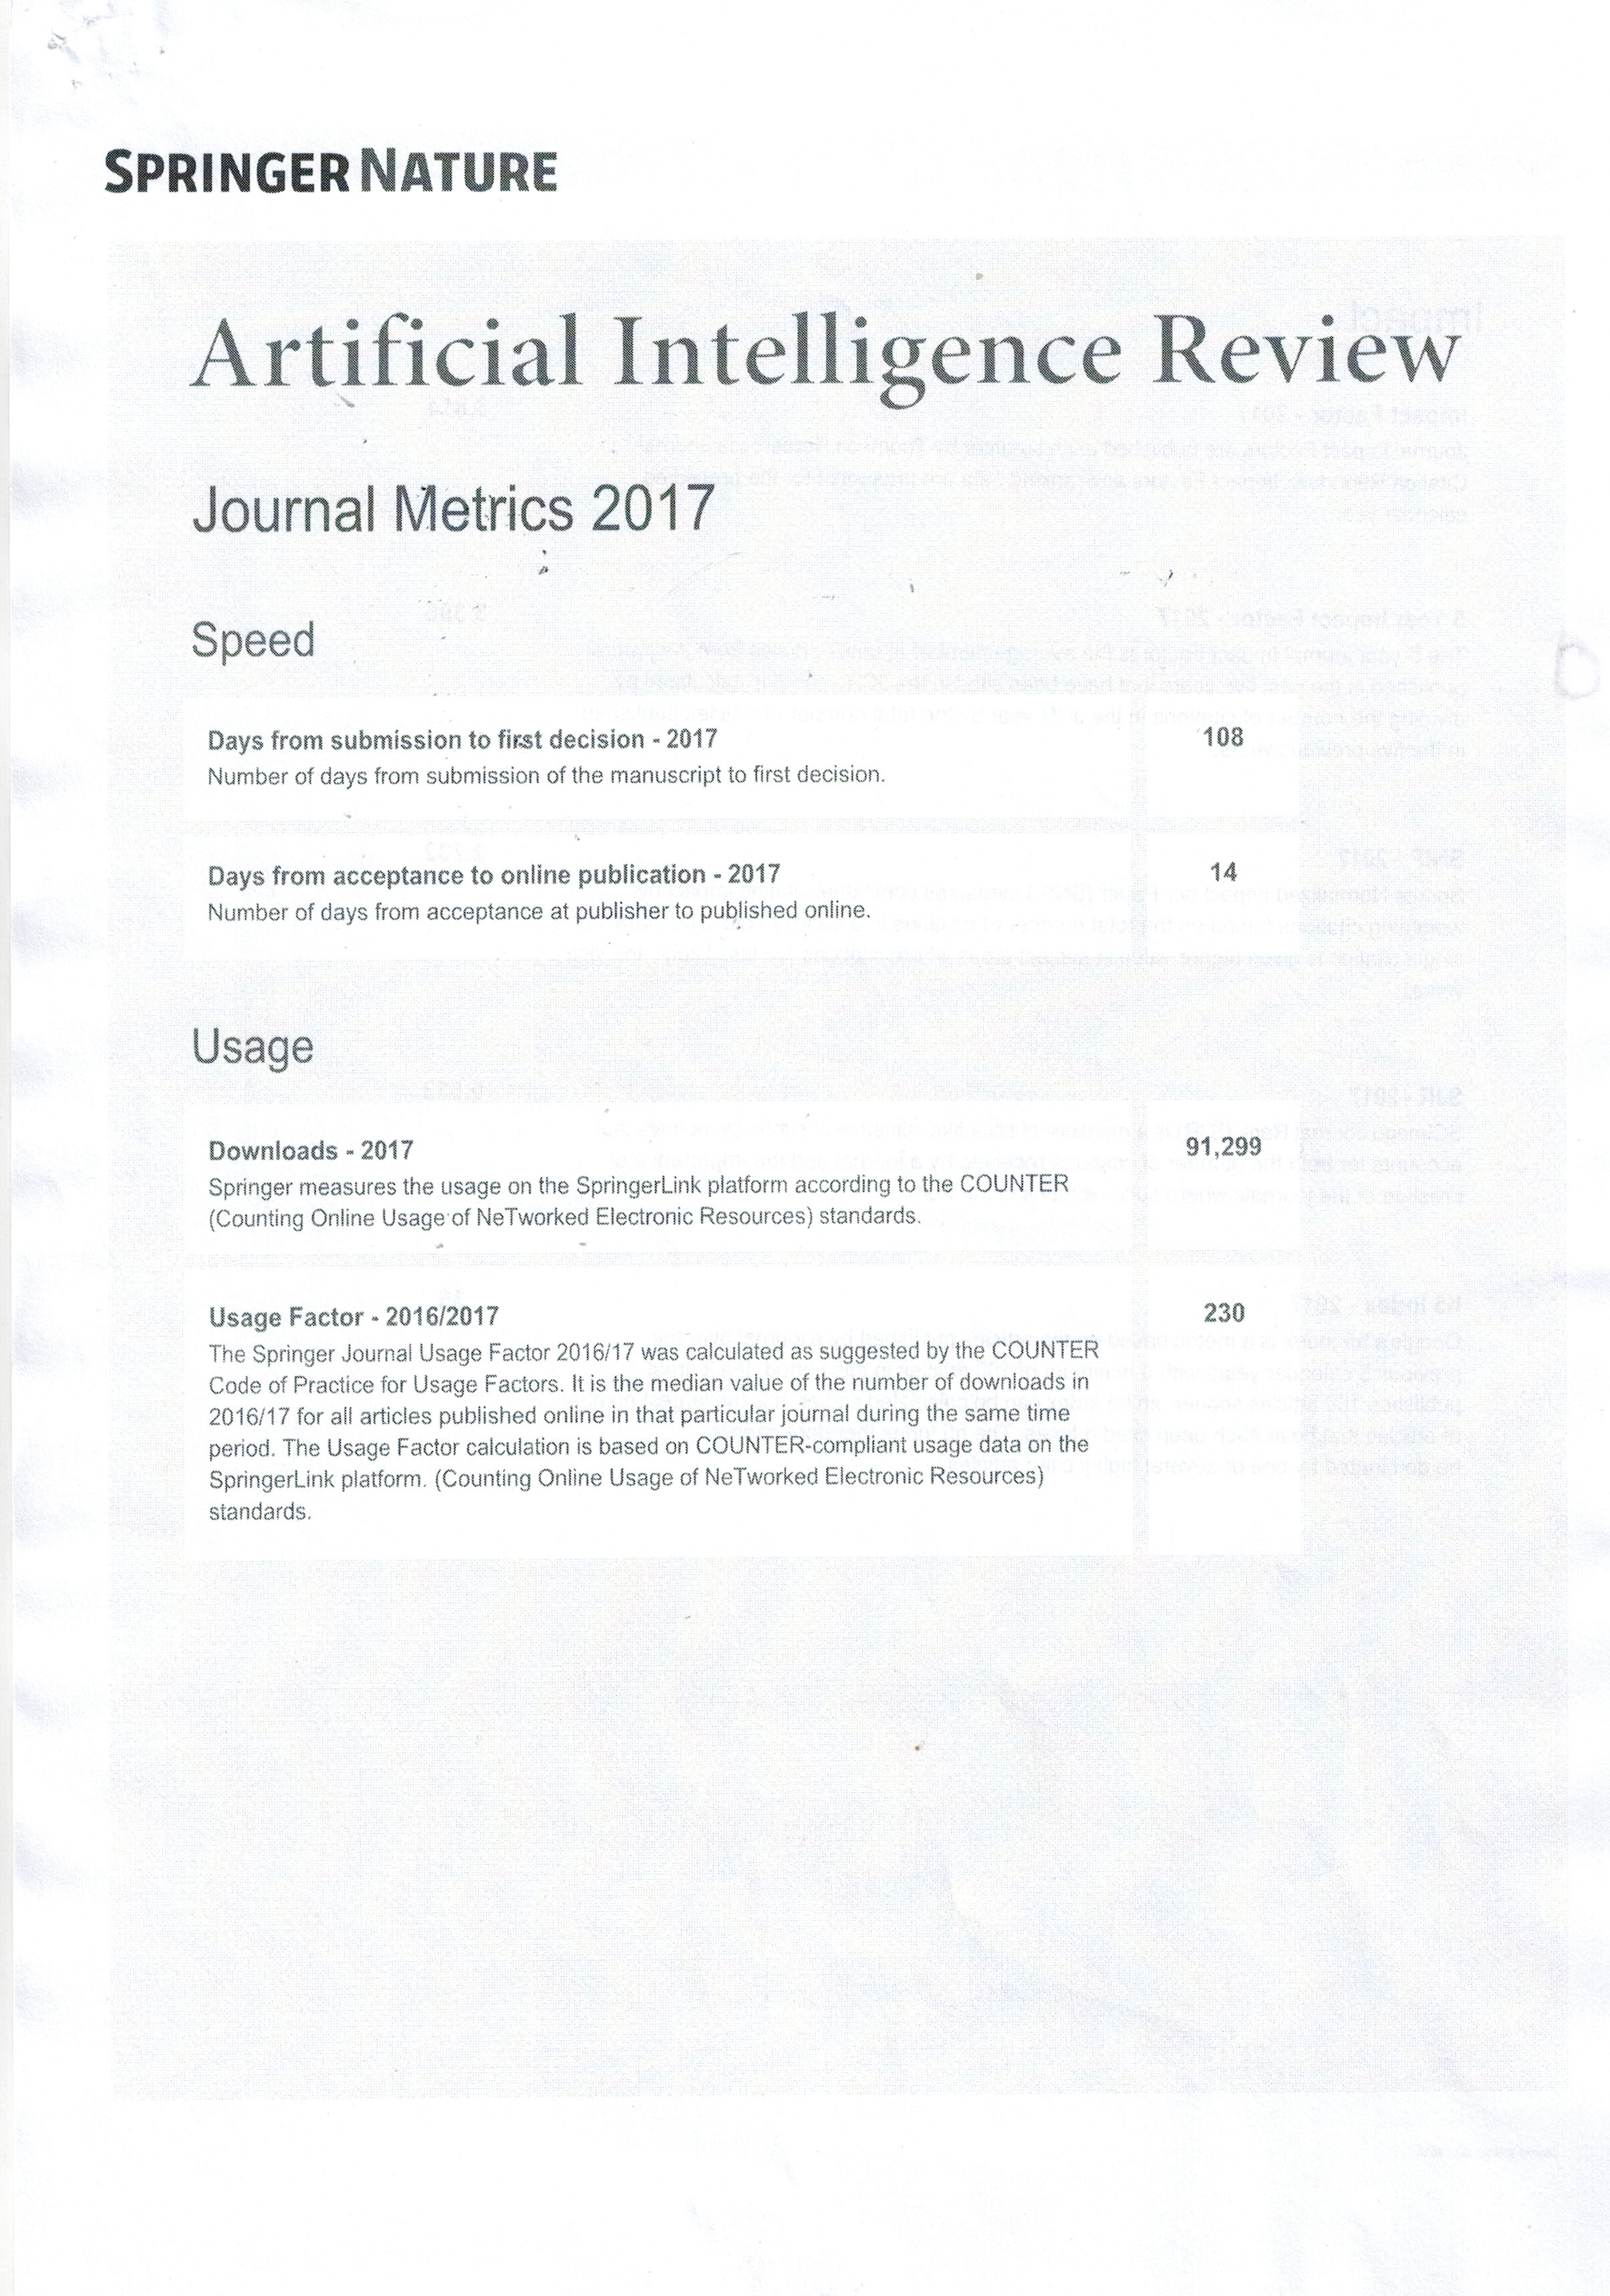 SPRINGER NATURE
Artificial Intelligence Review
Journal Metrics 2017
Speed
Days from submission to first decision - 2017 108
Number of days from submission of the manuscript to first decision.
Days from acceptance to online publication - 2017 14
Number of days from acceptance at publisher to published online.
Usage
Downloads - 2017 91,299
Springer measures the usage on the SpringerLink platform according to the COUNTER
(Counting Online Usage of NeTworked Electronic Resources) standards.
Usage Factor - 2016/2017 230
The Springer Journal Usage Factor 2016/17 was calculated as suggested by the COUNTER
Code of Practice for Usage Factors. It is the median value of the number of downloads in
2016/17 for all articles published online in that particular journal during the same time
period. The Usage Factor calculation is based on COUNTER-compliant usage data on the
SpringerLink platform. (Counting Online Usage of NeTworked Electronic Resources)
standards.